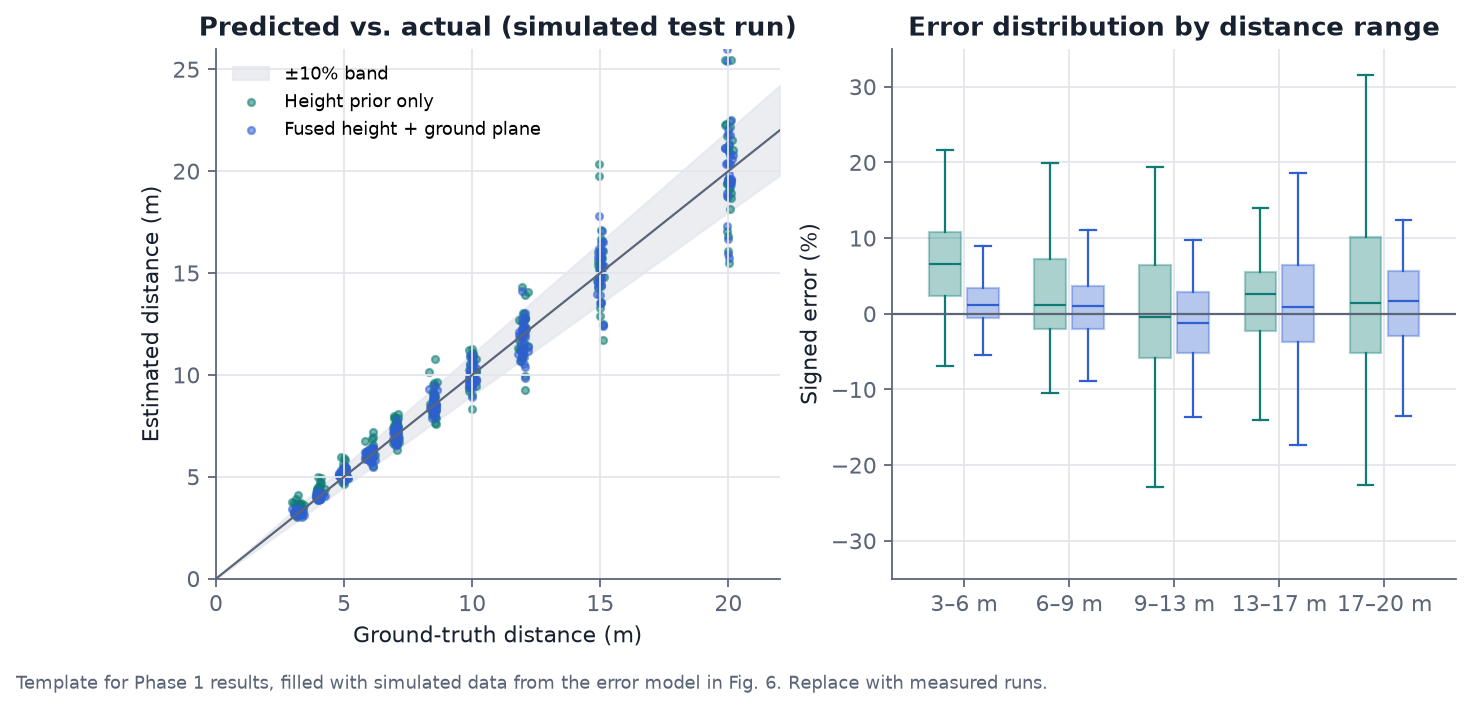 Predicted vs. actual (simulated test run)
±10% band
Height prior only
Fused height + ground plane
Estimated distance (m)
25
20
15
10
5
0
0 5 10 15 20
Ground-truth distance (m)
Error distribution by distance range
Signed error (%)
30
20
10
0
−10
−20
−30
3–6 m 6–9 m 9–13 m 13–17 m 17–20 m
Template for Phase 1 results, filled with simulated data from the error model in Fig. 6. Replace with measured runs.